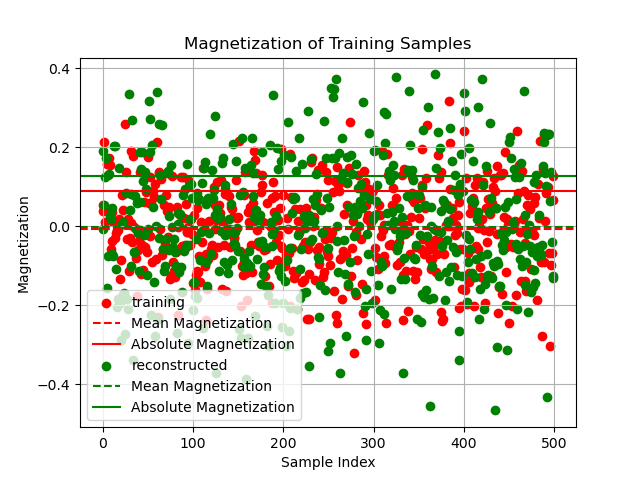 Magnetization of Training Samples
Magnetization
0.4
0.2
0.0
−0.2
−0.4
training
Mean Magnetization
Absolute Magnetization
reconstructed
Mean Magnetization
Absolute Magnetization
0 100 200 300 400 500
Sample Index